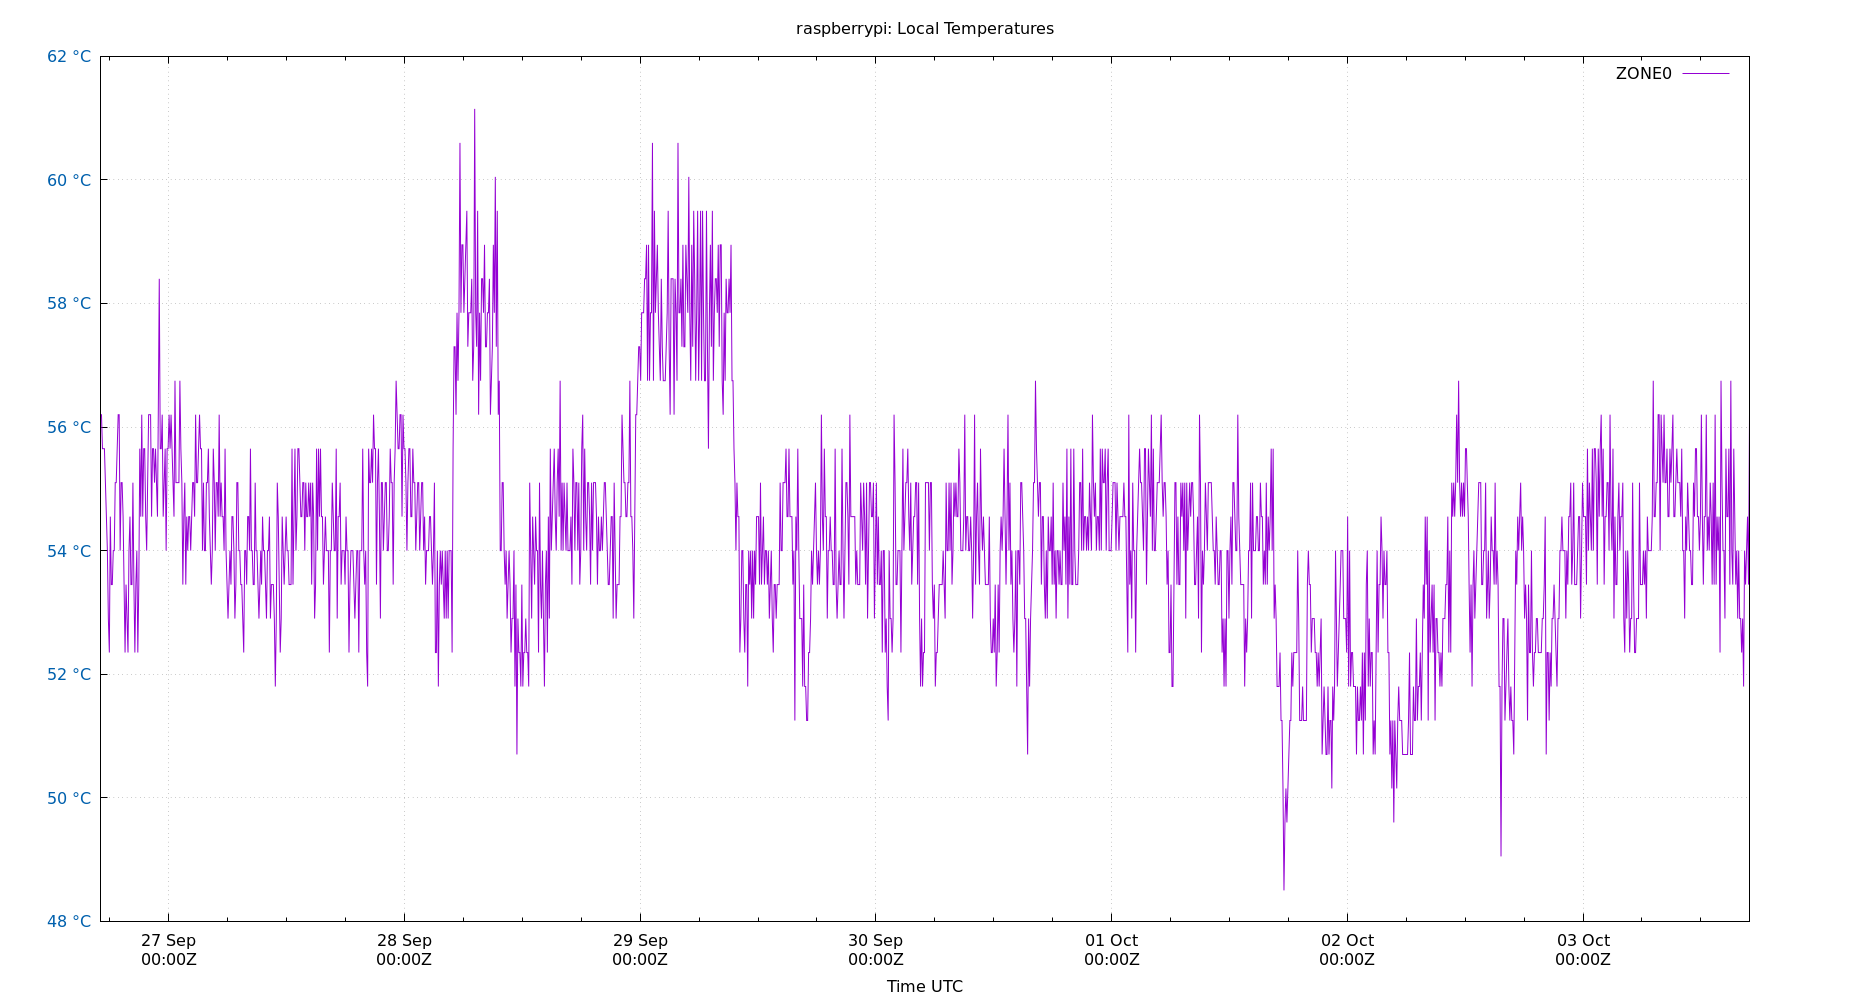 raspberrypi: Local Temperatures
62 °C
ZONE0
60 °C
58 °C
56 °C
54 °C
52 °C
50 °C
48 °C
27 Sep 28 Sep 29 Sep 30 Sep 01 Oct 02 Oct 03 Oct
00:00Z 00:00Z 00:00Z 00:00Z 00:00Z 00:00Z 00:00Z
Time UTC